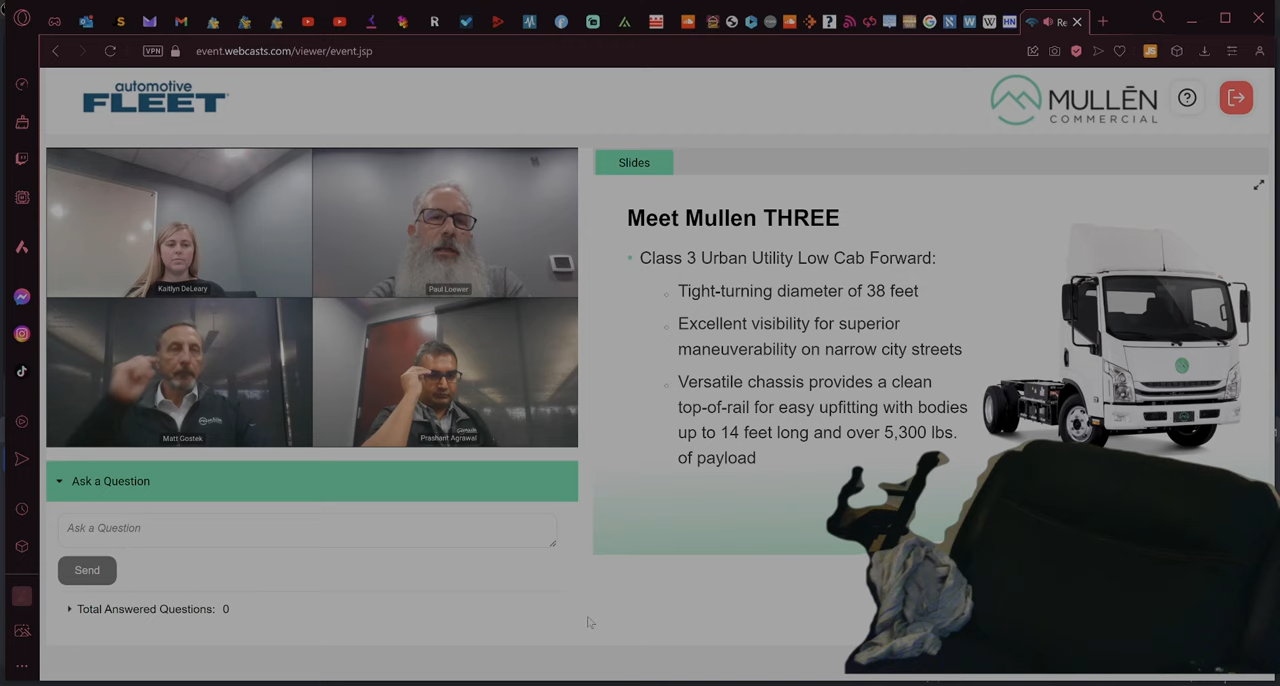 VPN
event.webcasts.com/viewer/event.jsp
JS
automotive
FLEET
MULLĒN
COMMERCIAL
Slides
Kaitlyn DeLeary
Paul Loewer
Matt Gostek
Prashant Agrawal
Meet Mullen THREE
• Class 3 Urban Utility Low Cab Forward:
○ Tight-turning diameter of 38 feet
○ Excellent visibility for superior
maneuverability on narrow city streets
○ Versatile chassis provides a clean
top-of-rail for easy upfitting with bodies
up to 14 feet long and over 5,300 lbs.
of payload
Ask a Question
Ask a Question
Send
Total Answered Questions: 0